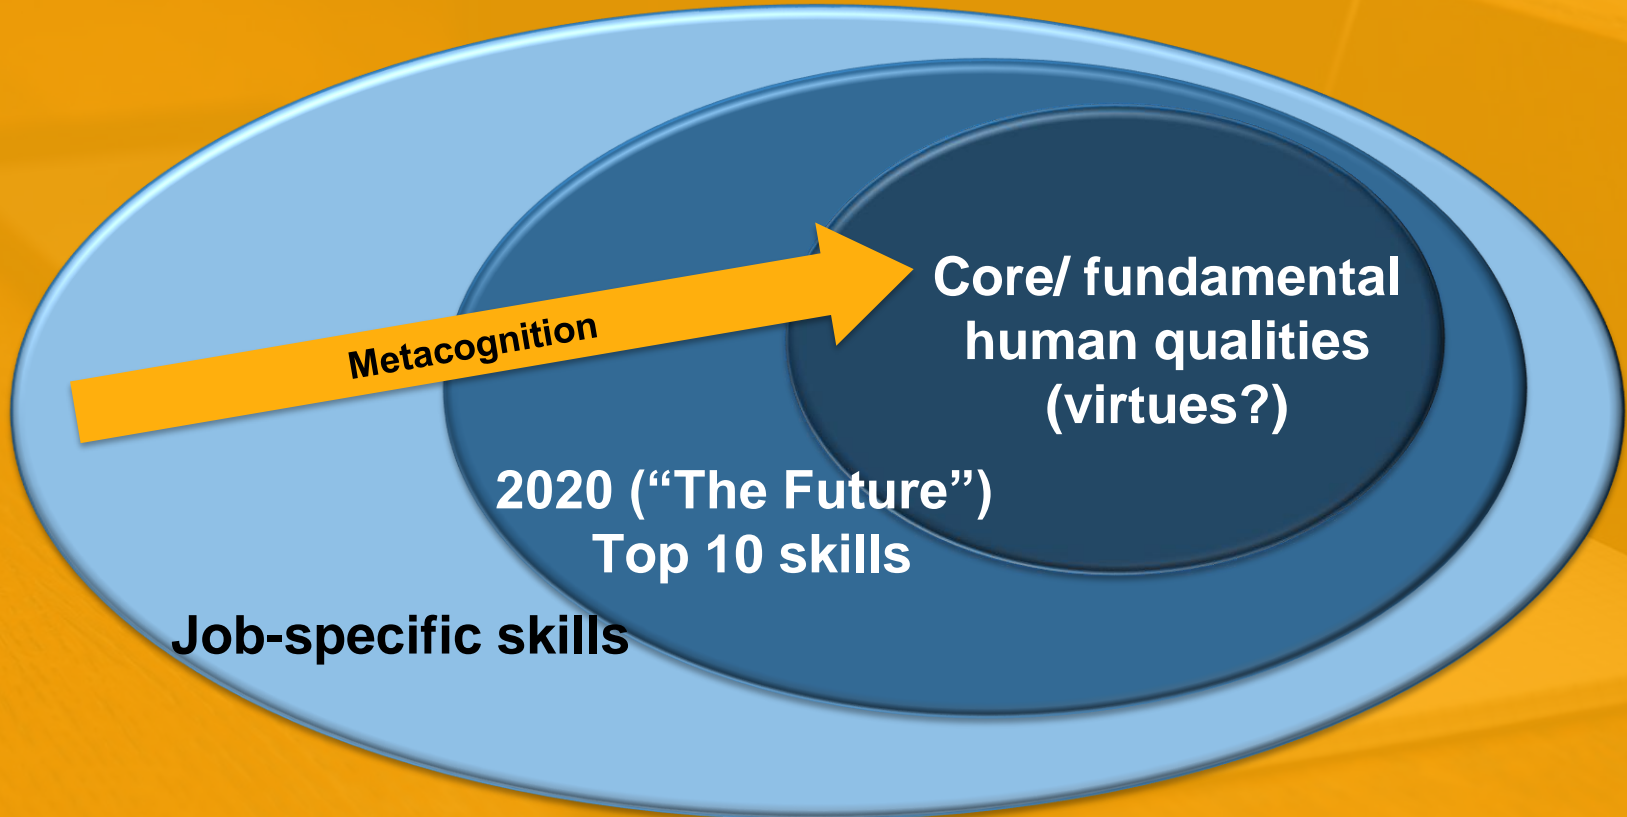 Core/ fundamental
human qualities
(virtues?)
Metacognition
2020 (“The Future”)
Top 10 skills
Job-specific skills